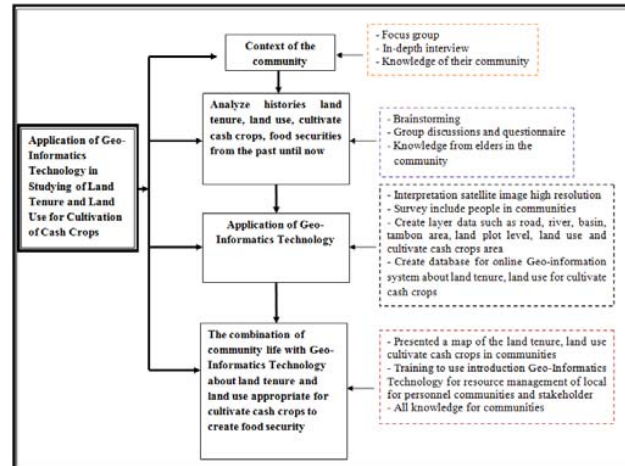 Context of the
community
- Focus group
- In-depth interview
- Knowledge of their community
Analyze histories land
tenure, land use, cultivate
cash crops, food securities
from the past until now
- Brainstorming
- Group discussions and questionnaire
- Knowledge from elders in the
community
Application of Geo-
Informatics
Technology in
Studying of Land
Tenure and Land
Use for Cultivation
of Cash Crops
Application of Geo-
Informatics Technology
- Interpretation satellite image high resolution
- Survey include people in communities
- Create layer data such as road, river, basin,
tambon area, land plot level, land use and
cultivate cash crops area
- Create database for online Geo-information
system about land tenure, land use for cultivate
cash crops
The combination of
community life with Geo-
Informatics Technology
about land tenure and
land use appropriate for
cultivate cash crops to
create food security
- Presented a map of the land tenure, land use
cultivate cash crops in communities
- Training to use introduction Geo-Informatics
Technology for resource management of local
for personnel communities and stakeholder
- All knowledge for communities